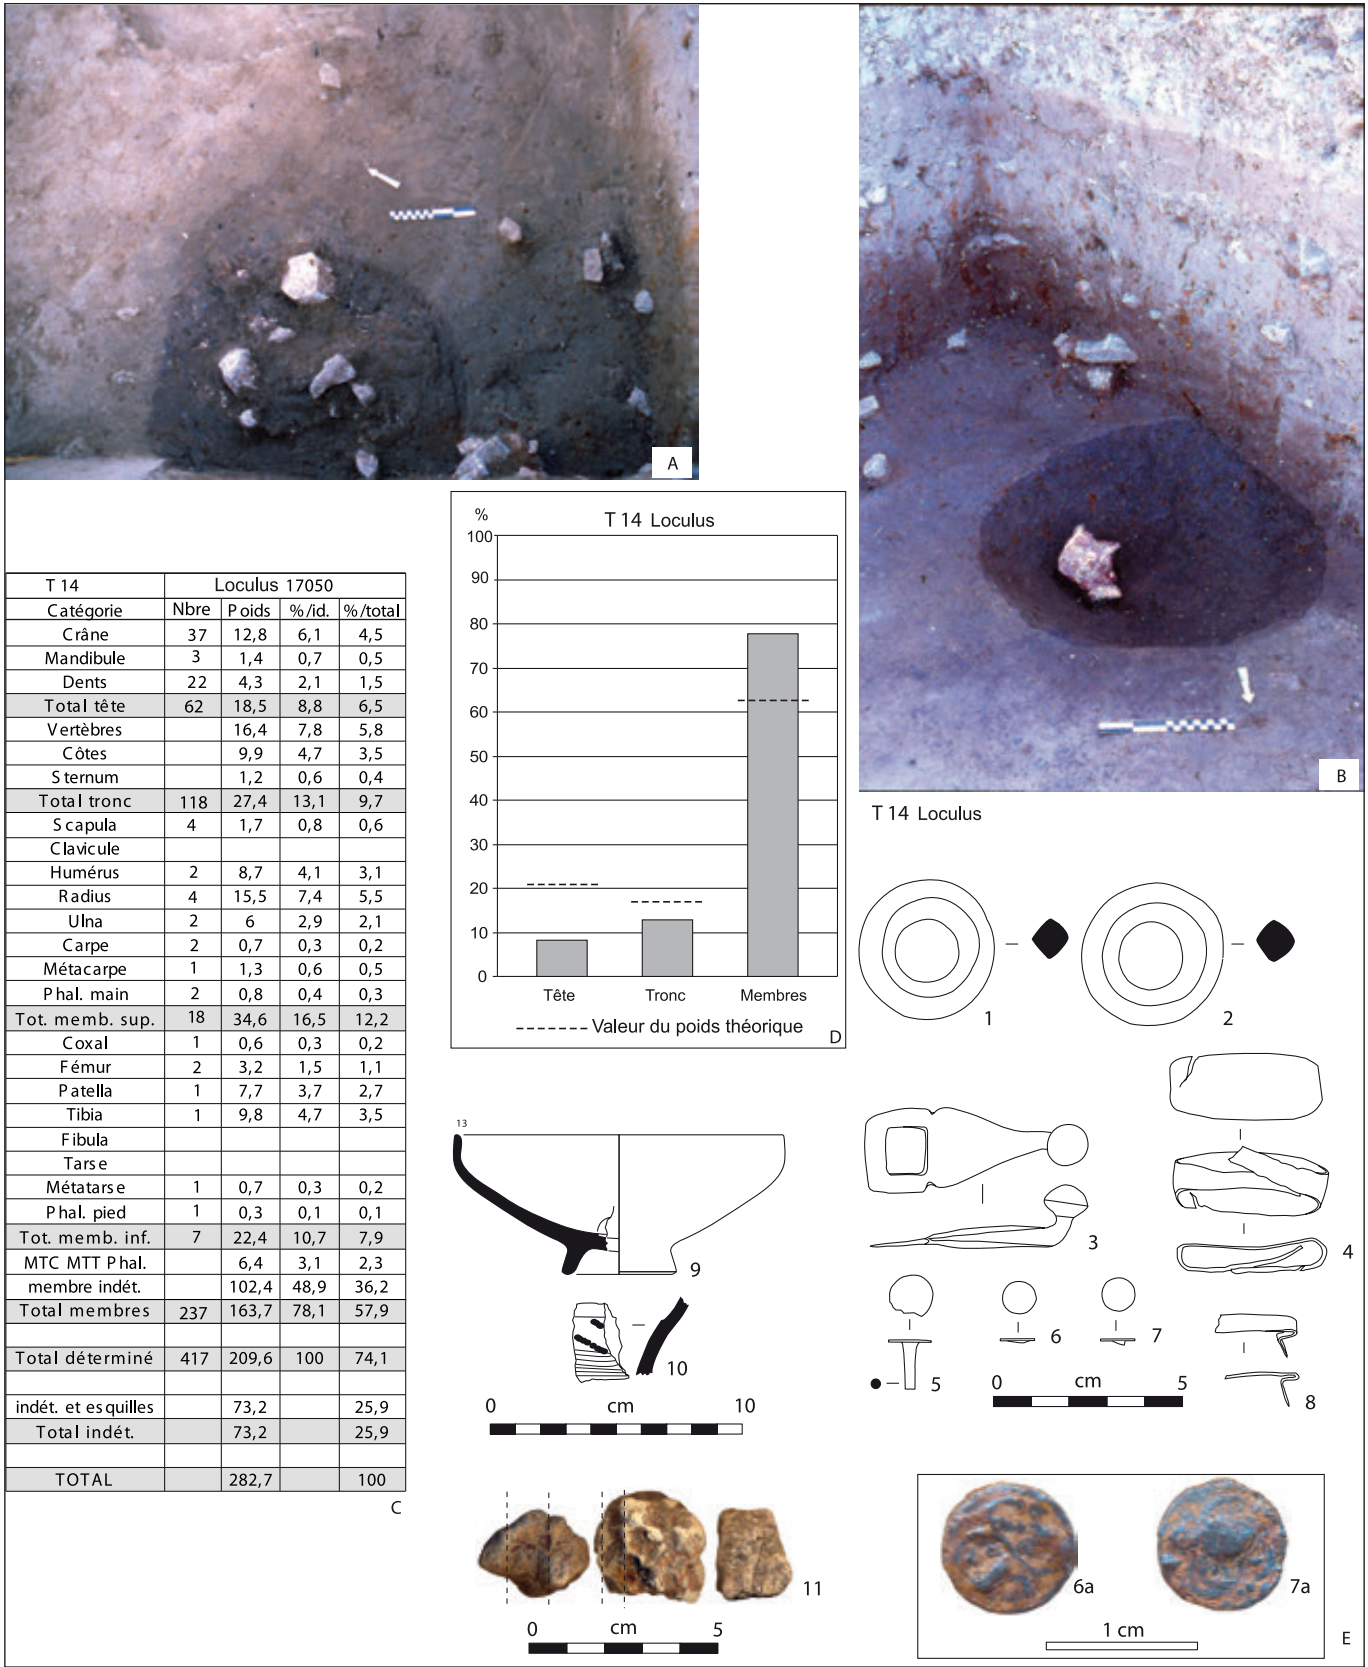 A
B
T 14 Loculus 17050
Catégorie Nbre Poids %/id. %/total
Crâne 37 12,8 6,1 4,5
Mandibule 3 1,4 0,7 0,5
Dents 22 4,3 2,1 1,5
Total tête 62 18,5 8,8 6,5
Vertèbres 16,4 7,8 5,8
Côtes 9,9 4,7 3,5
Sternum 1,2 0,6 0,4
Total tronc 118 27,4 13,1 9,7
Scapula 4 1,7 0,8 0,6
Clavicule
Humérus 2 8,7 4,1 3,1
Radius 4 15,5 7,4 5,5
Ulna 2 6 2,9 2,1
Carpe 2 0,7 0,3 0,2
Métacarpe 1 1,3 0,6 0,5
Phal. main 2 0,8 0,4 0,3
Tot. memb. sup. 18 34,6 16,5 12,2
Coxal 1 0,6 0,3 0,2
Fémur 2 3,2 1,5 1,1
Patella 1 7,7 3,7 2,7
Tibia 1 9,8 4,7 3,5
Fibula
Tarse
Métatarse 1 0,7 0,3 0,2
Phal. pied 1 0,3 0,1 0,1
Tot. memb. inf. 7 22,4 10,7 7,9
MTC MTT Phal. 6,4 3,1 2,3
membre indét. 102,4 48,9 36,2
Total membres 237 163,7 78,1 57,9
Total déterminé 417 209,6 100 74,1
indét. et esquilles 73,2 25,9
Total indét. 73,2 25,9
TOTAL 282,7 100
C
% T 14 Loculus
100
90
80
70
60
50
40
30
20
10
0
Tête Tronc Membres
Valeur du poids théorique
D
T 14 Loculus
1 2
3 4
5 6 7
8
0 cm 5
13
9
10
0 cm 10
11
0 cm 5
6a 7a
1 cm
E